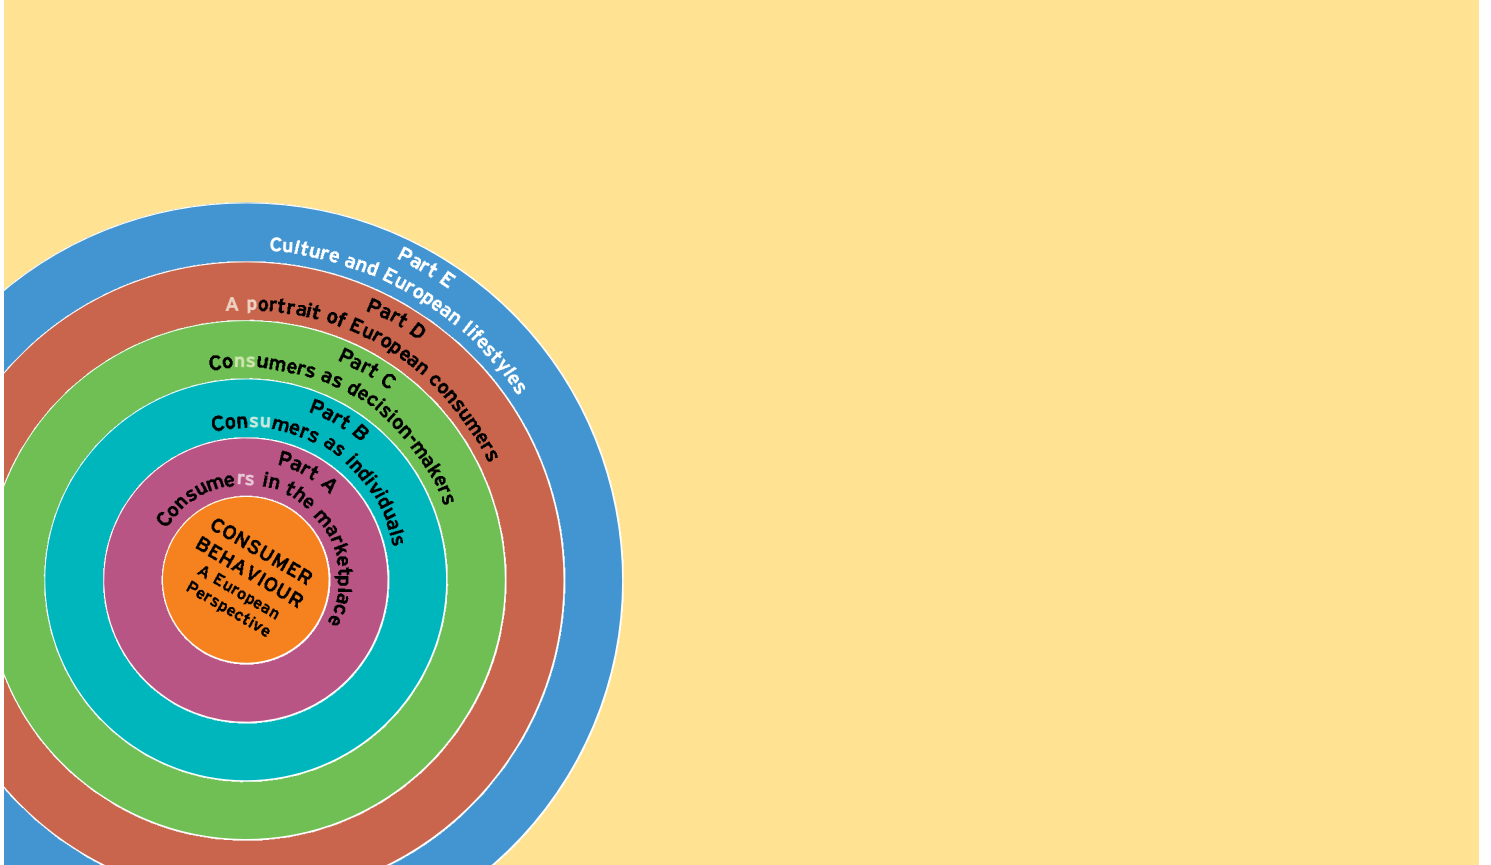 Part E
Culture and European lifestyles
Part D
A portrait of European consumers
Part C
Consumers as decision-makers
Part B
Consumers as individuals
Part A
Consumers in the marketplace
CONSUMER
BEHAVIOUR
A European
Perspective